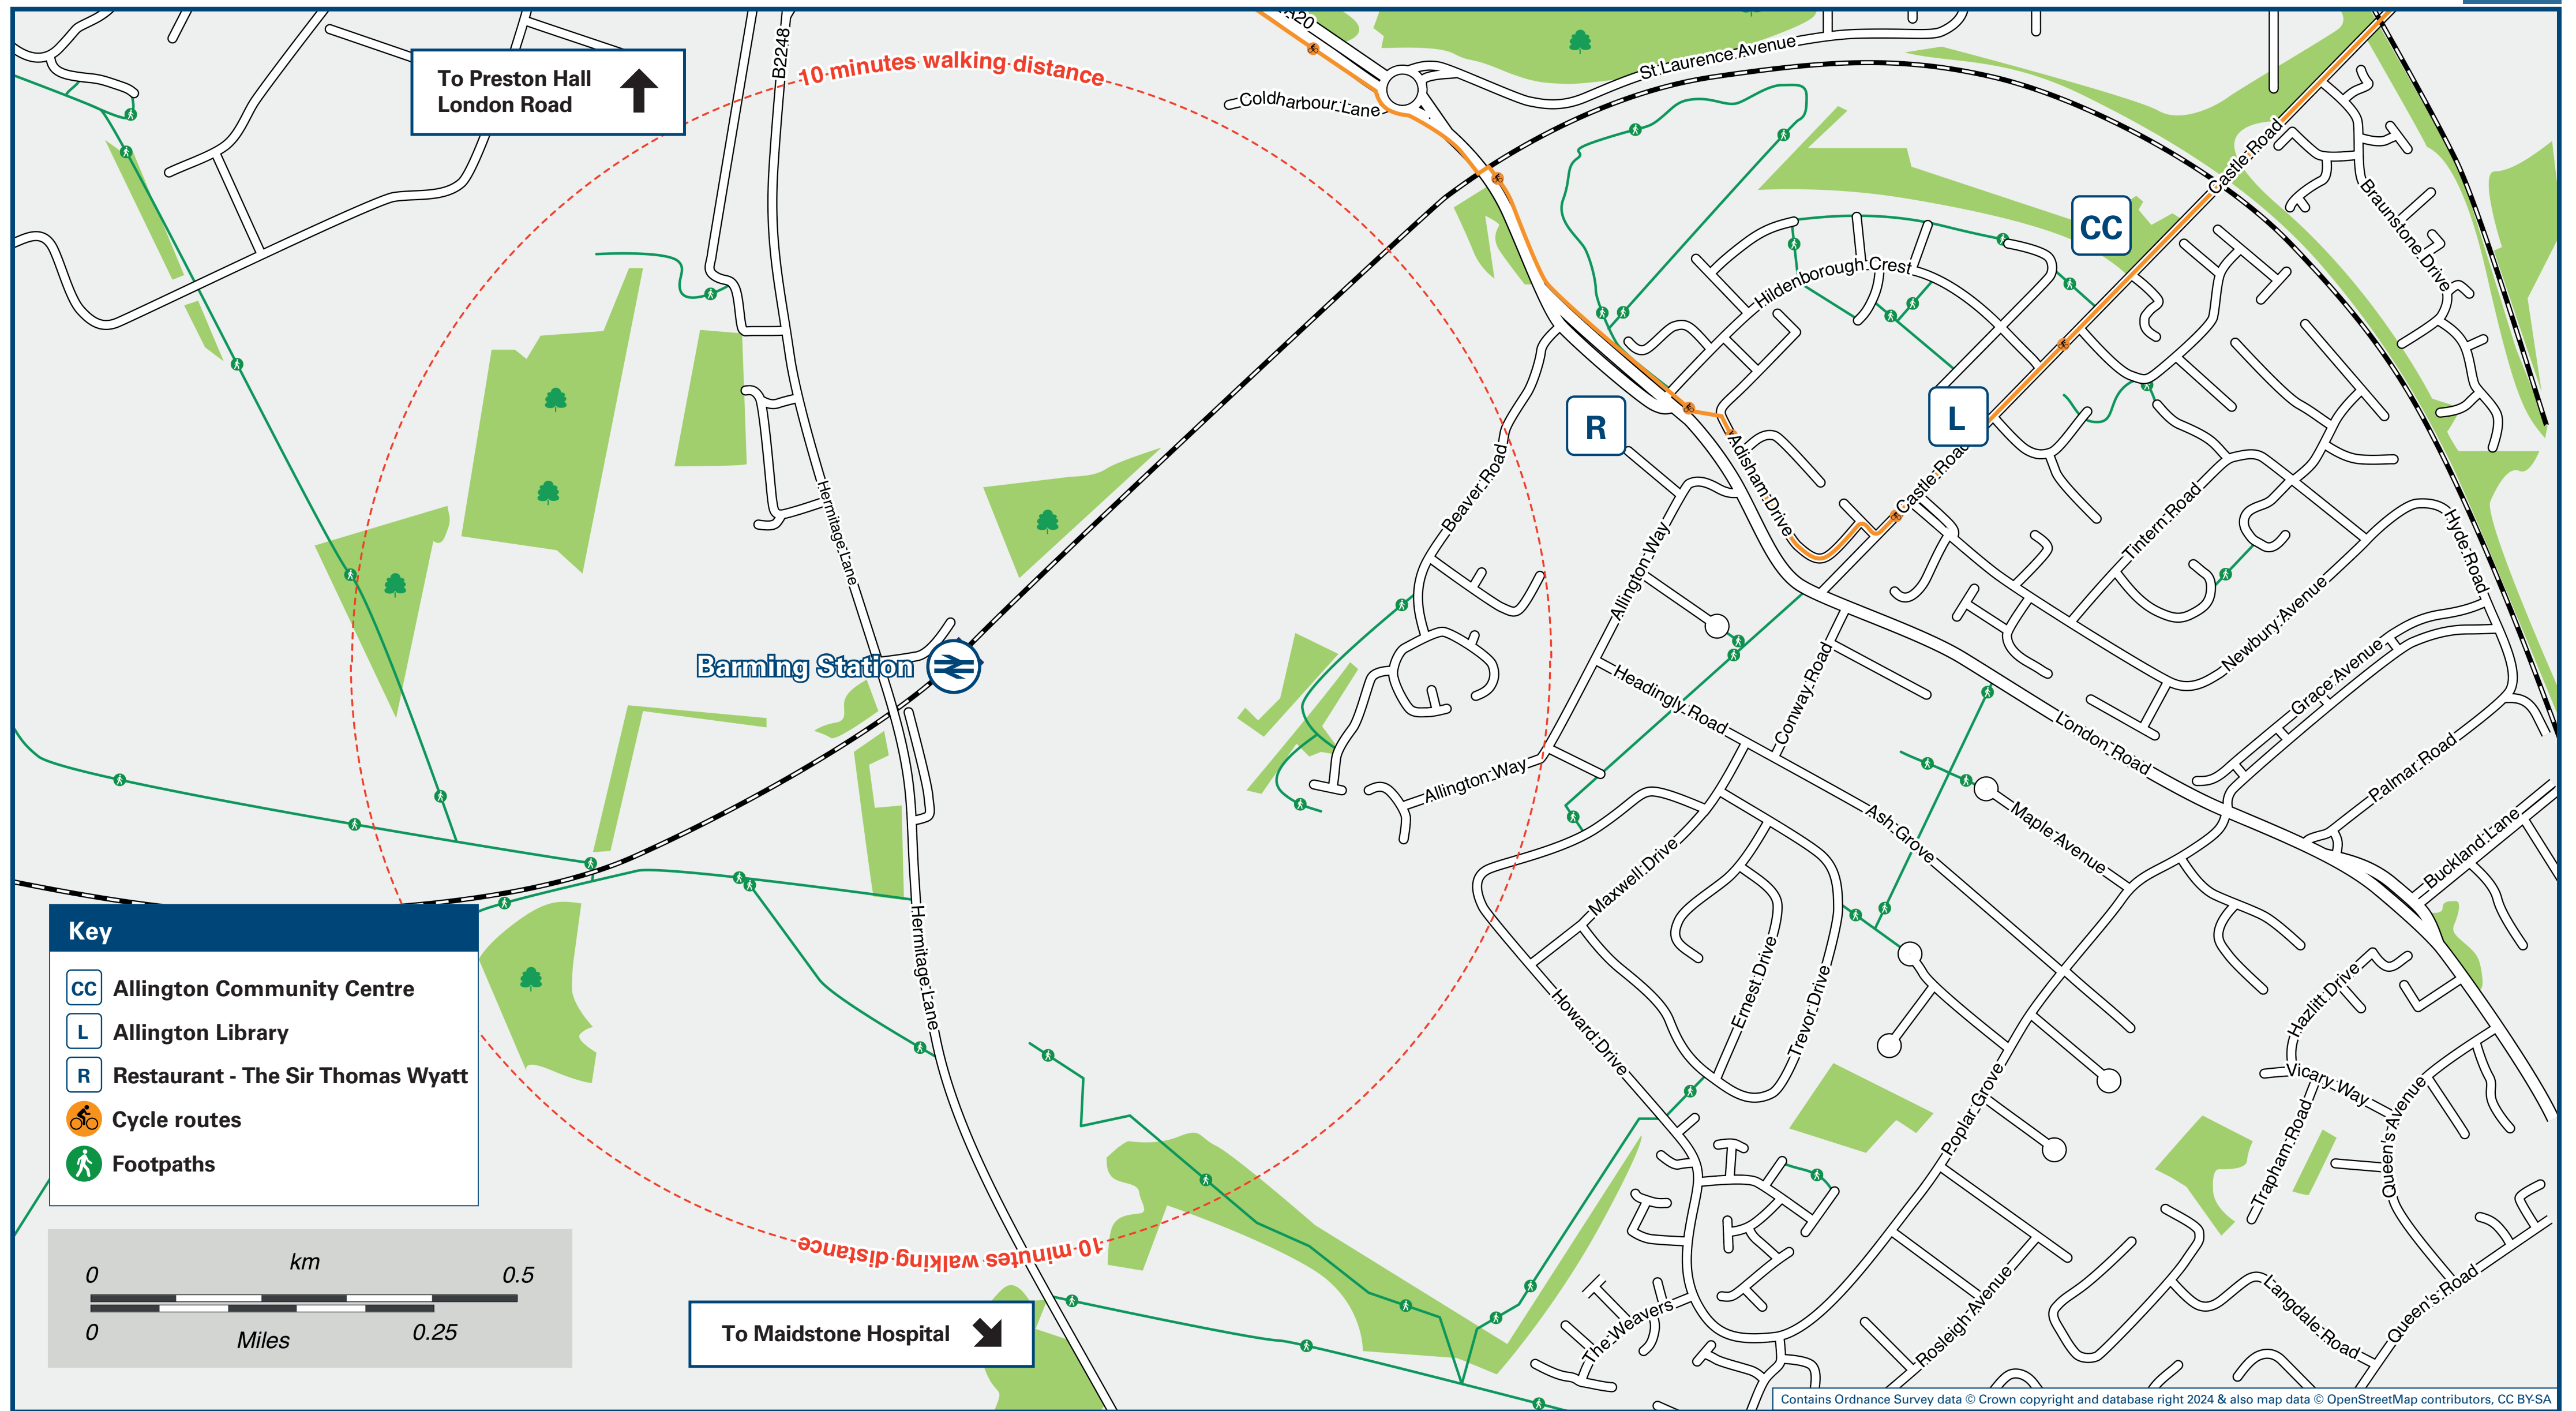 A20
B2248
To Preston Hall
London Road
10 minutes walking distance
St Laurence Avenue
Coldharbour Lane
Castle Road
CC
Braunstone Drive
Hildenborough Crest
R
L
Adisham Drive
Castle Road
Beaver Road
Hermitage Lane
Allington Way
Tintern Road
Hyde Road
Newbury Avenue
Barming Station
Headingly Road
Conway Road
Grace Avenue
London Road
Allington Way
Palmar Road
Maple Avenue
Ash Grove
Buckland Lane
Maxwell Drive
Hermitage Lane
Ernest Drive
Trevor Drive
Howard Drive
Hazlitt Drive
Vicary Way
Queen's Avenue
Trapham Road
Poplar Grove
Key
CC Allington Community Centre
L Allington Library
R Restaurant - The Sir Thomas Wyatt
Cycle routes
Footpaths
10 minutes walking distance
km
0 0.5
0 0.25
Miles
To Maidstone Hospital
The Weavers
Rosleigh Avenue
Langdale Road
Queen's Road
Contains Ordnance Survey data © Crown copyright and database right 2024 & also map data © OpenStreetMap contributors, CC BY-SA